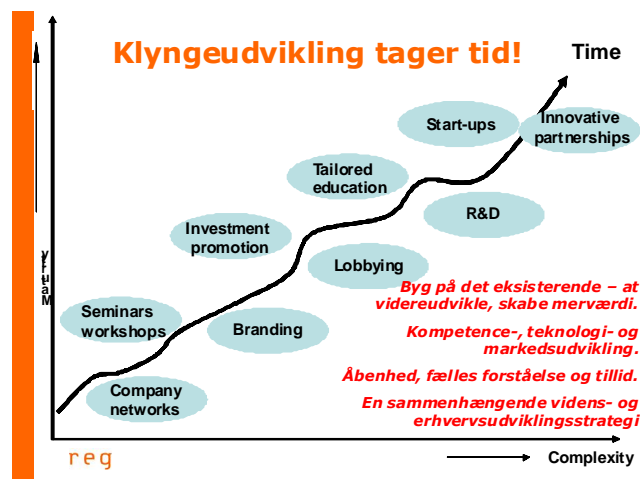 Klyngeudvikling tager tid!
Time
Start-ups
Innovative
partnerships
Tailored
education
R&D
Investment
promotion
Lobbying
Byg på det eksisterende – at
videreudvikle, skabe merværdi.
Seminars
workshops
Branding
Kompetence-, teknologi- og
markedsudvikling.
Åbenhed, fælles forståelse og tillid.
Company
networks
En sammenhængende videns- og
erhvervsudviklingsstrategi
reg
Complexity